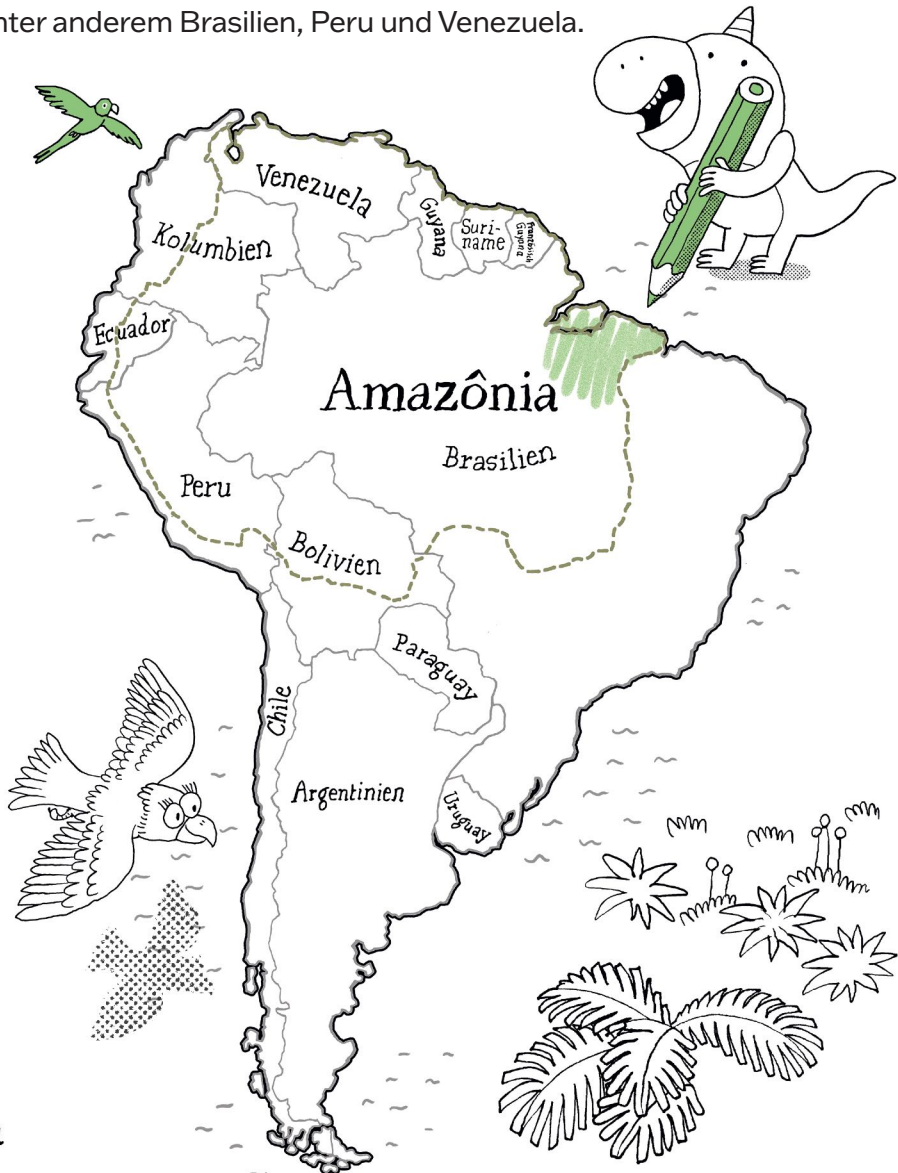 nter anderem Brasilien, Peru und Venezuela.
Venezuela
Guyana
Suri-
name
Französisch
Guyana
Kolumbien
Ecuador
Amazônia
Brasilien
Peru
Bolivien
Paraguay
Chile
Argentinien
Uruguay